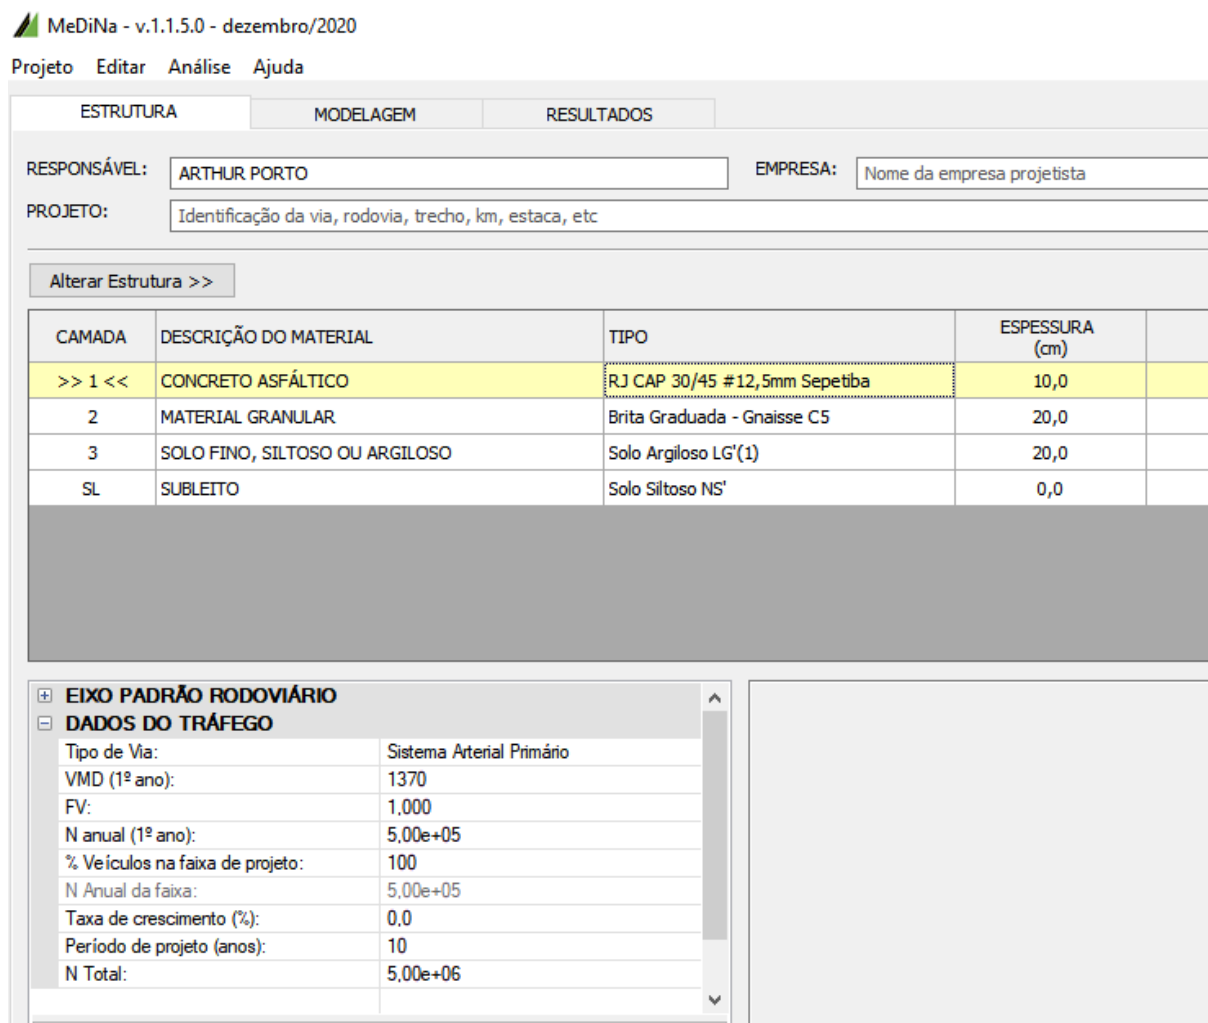 MeDiNa - v.1.1.5.0 - dezembro/2020
Projeto Editar Análise Ajuda
ESTRUTURA MODELAGEM RESULTADOS
RESPONSÁVEL: ARTHUR PORTO EMPRESA: Nome da empresa projetista
PROJETO: Identificação da via, rodovia, trecho, km, estaca, etc
Alterar Estrutura >>
CAMADA DESCRIÇÃO DO MATERIAL TIPO ESPESSURA (cm)
>> 1 << CONCRETO ASFÁLTICO RJ CAP 30/45 #12,5mm Sepetiba 10,0
2 MATERIAL GRANULAR Brita Graduada - Gnaisse C5 20,0
3 SOLO FINO, SILTOSO OU ARGILOSO Solo Argiloso LG'(1) 20,0
SL SUBLEITO Solo Siltoso NS' 0,0
EIXO PADRÃO RODOVIÁRIO
DADOS DO TRÁFEGO
Tipo de Via: Sistema Arterial Primário
VMD (1º ano): 1370
FV: 1,000
N anual (1º ano): 5,00e+05
% Veículos na faixa de projeto: 100
N Anual da faixa: 5,00e+05
Taxa de crescimento (%): 0,0
Período de projeto (anos): 10
N Total: 5,00e+06